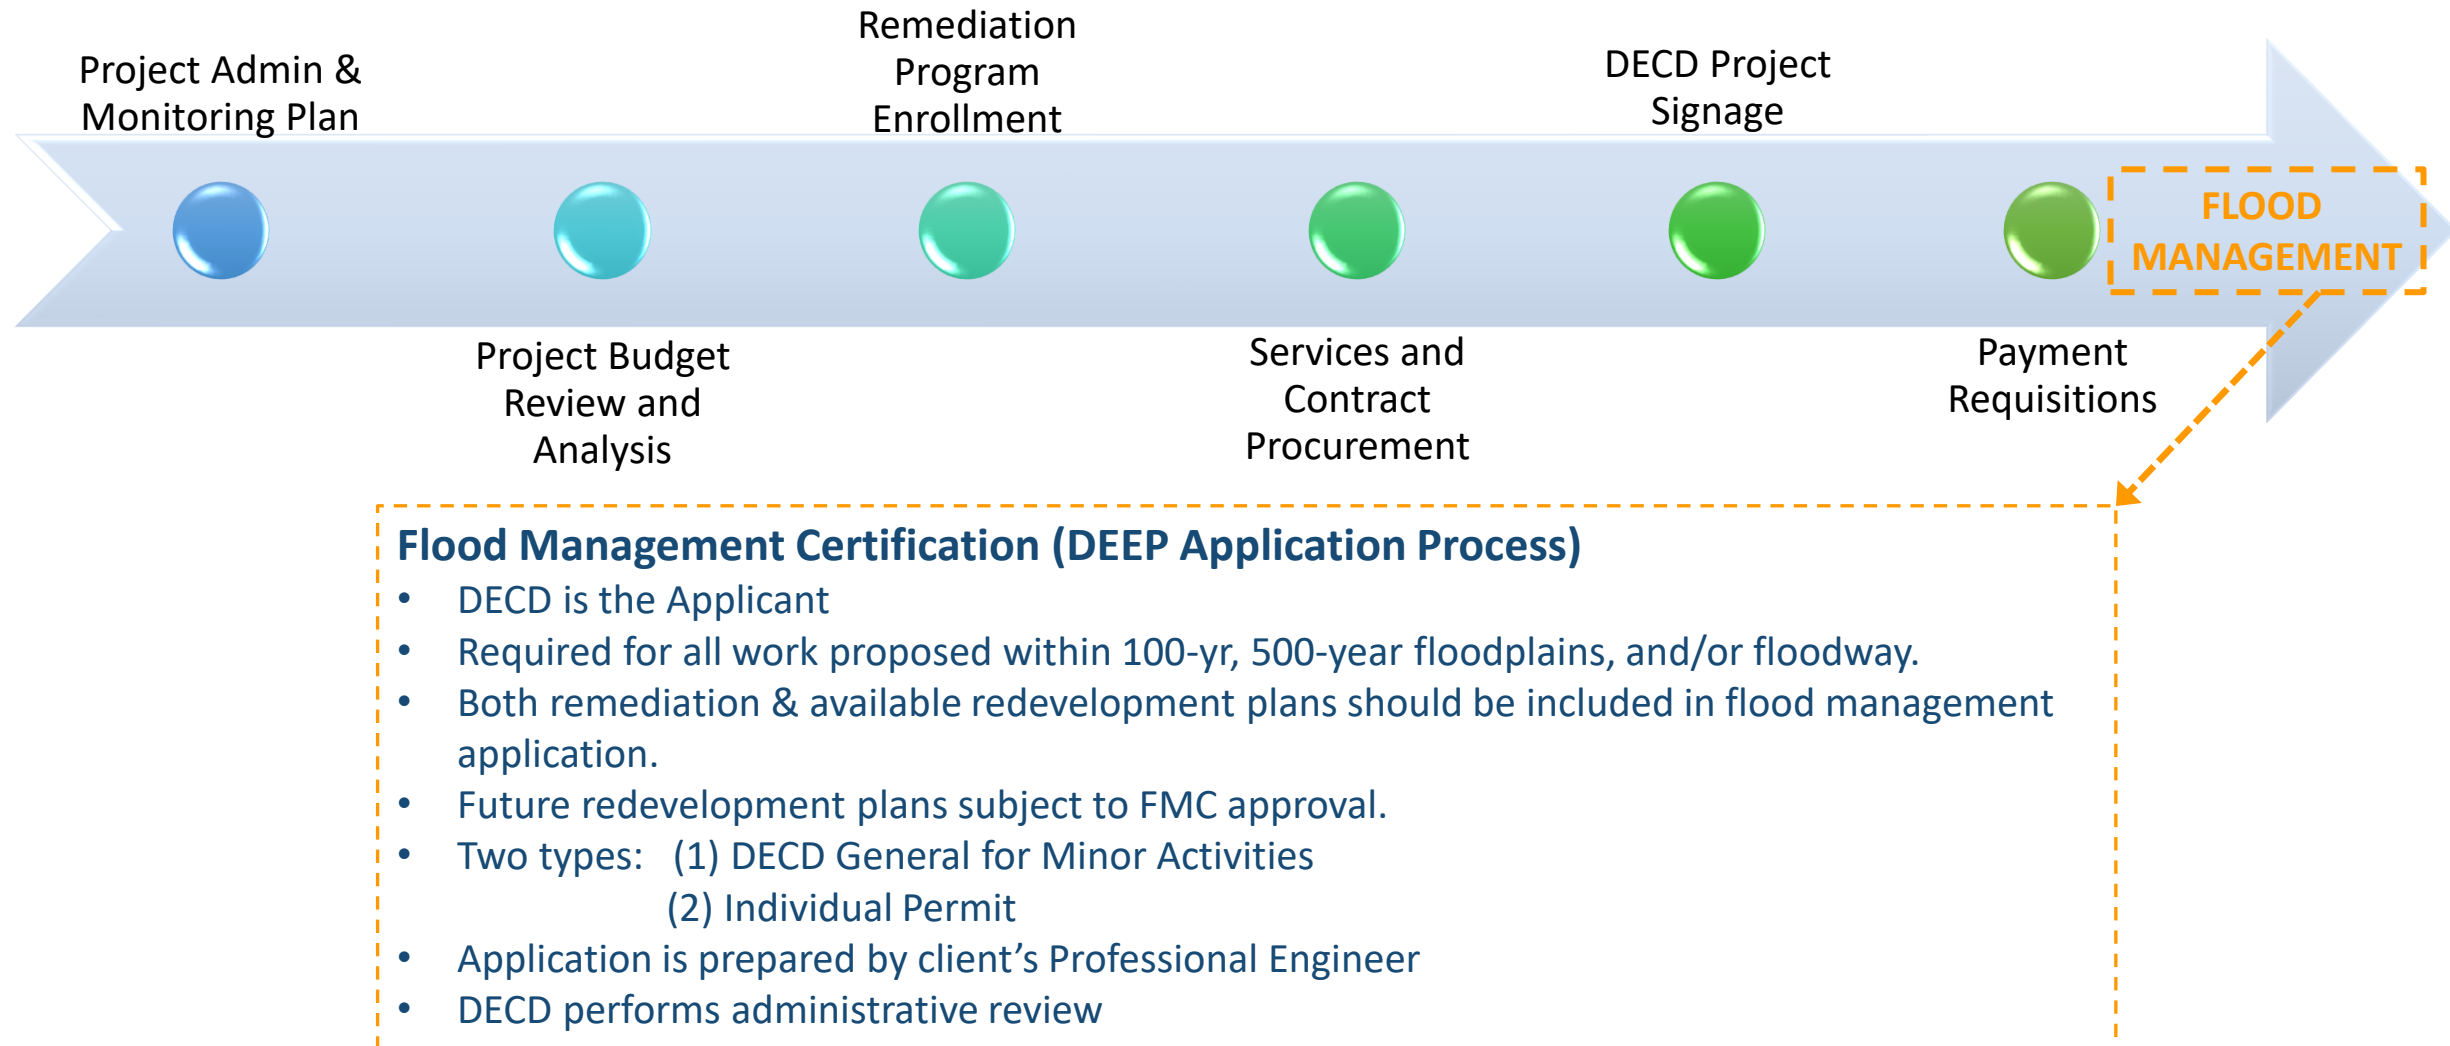 Project Admin &
Monitoring Plan
Remediation
Program
Enrollment
DECD Project
Signage
FLOOD
MANAGEMENT
Project Budget
Review and
Analysis
Services and
Contract
Procurement
Payment
Requisitions
Flood Management Certification (DEEP Application Process)
• DECD is the Applicant
• Required for all work proposed within 100-yr, 500-year floodplains, and/or floodway.
• Both remediation & available redevelopment plans should be included in flood management
application.
• Future redevelopment plans subject to FMC approval.
• Two types: (1) DECD General for Minor Activities
(2) Individual Permit
• Application is prepared by client’s Professional Engineer
• DECD performs administrative review